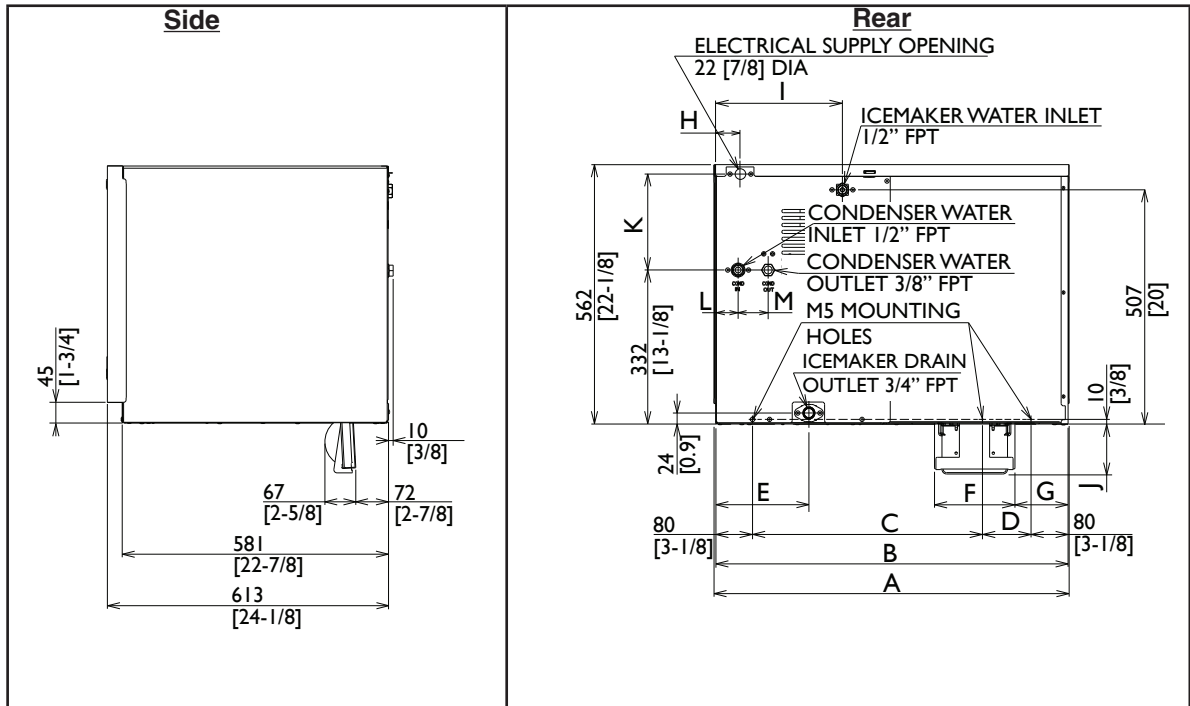 Side
45
[1-3/4]
10
[3/8]
67
[2-5/8]
72
[2-7/8]
581
[22-7/8]
613
[24-1/8]
Rear
ELECTRICAL SUPPLY OPENING
22 [7/8] DIA
I
H
ICEMAKER WATER INLET
1/2” FPT
K
CONDENSER WATER
INLET 1/2” FPT
CONDENSER WATER
OUTLET 3/8” FPT
COND
IN
COND
OUT
L
M
M5 MOUNTING
HOLES
ICEMAKER DRAIN
OUTLET 3/4” FPT
562
[22-1/8]
332
[13-1/8]
507
[20]
10
[3/8]
24
[0.9]
E
F
G
J
80
[3-1/8]
C
D
80
[3-1/8]
B
A